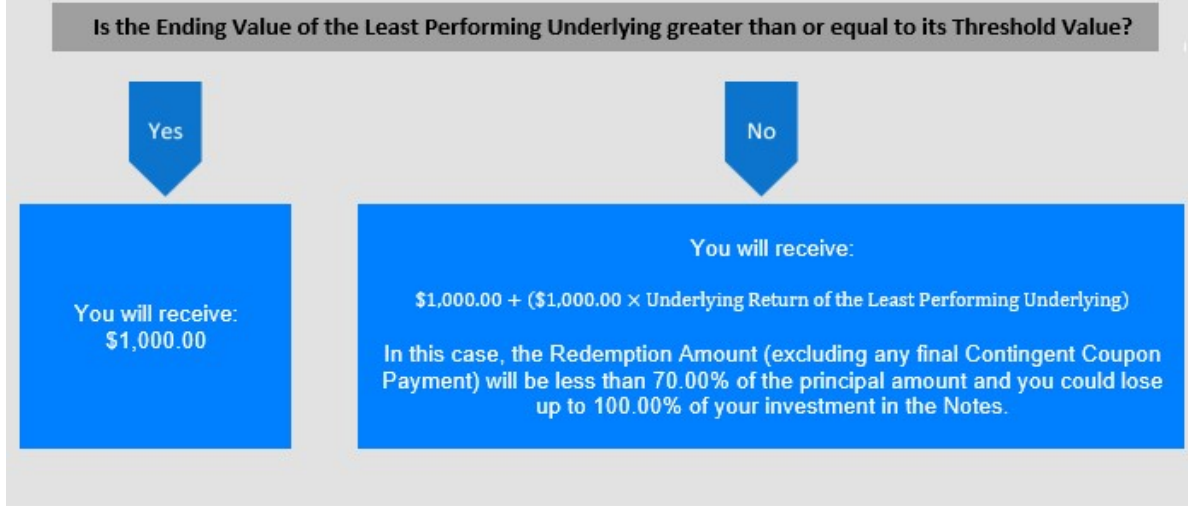 Is the Ending Value of the Least Performing Underlying greater than or equal to its Threshold Value?
Yes
No
You will receive:
$1,000.00
You will receive:
$1,000.00 + ($1,000.00 × Underlying Return of the Least Performing Underlying)
In this case, the Redemption Amount (excluding any final Contingent Coupon
Payment) will be less than 70.00% of the principal amount and you could lose
up to 100.00% of your investment in the Notes.